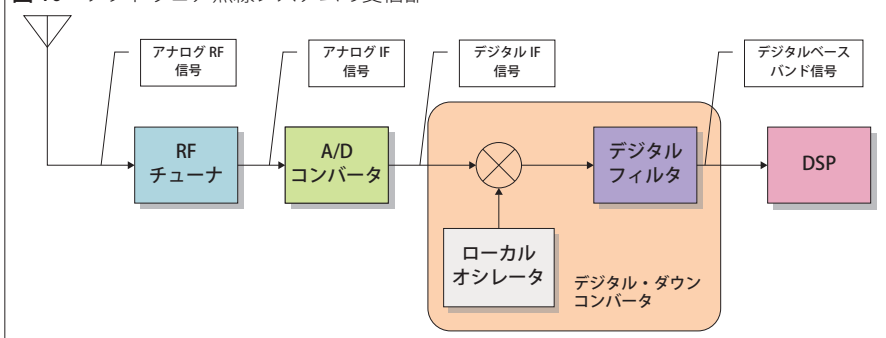 アナログ RF
信号
アナログ IF
信号
デジタル IF
信号
デジタルベース
バンド信号
RF
チューナ
A/D
コンバータ
デジタル
フィルタ
DSP
ローカル
オシレータ
デジタル・ダウン
コンバータ